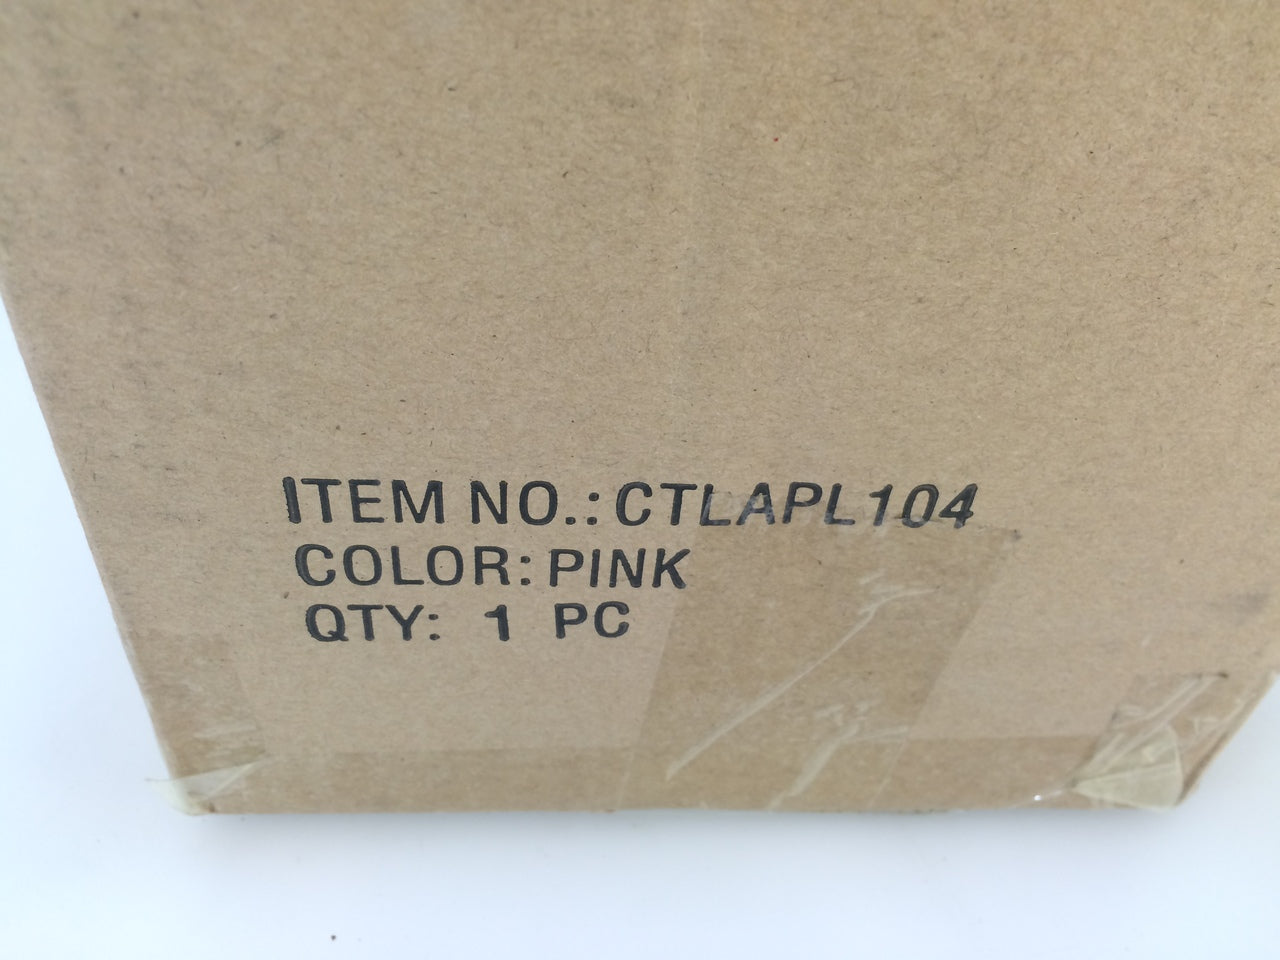 ITEM NO.: CTLAPL104
COLOR: PINK
QTY: 1 PC